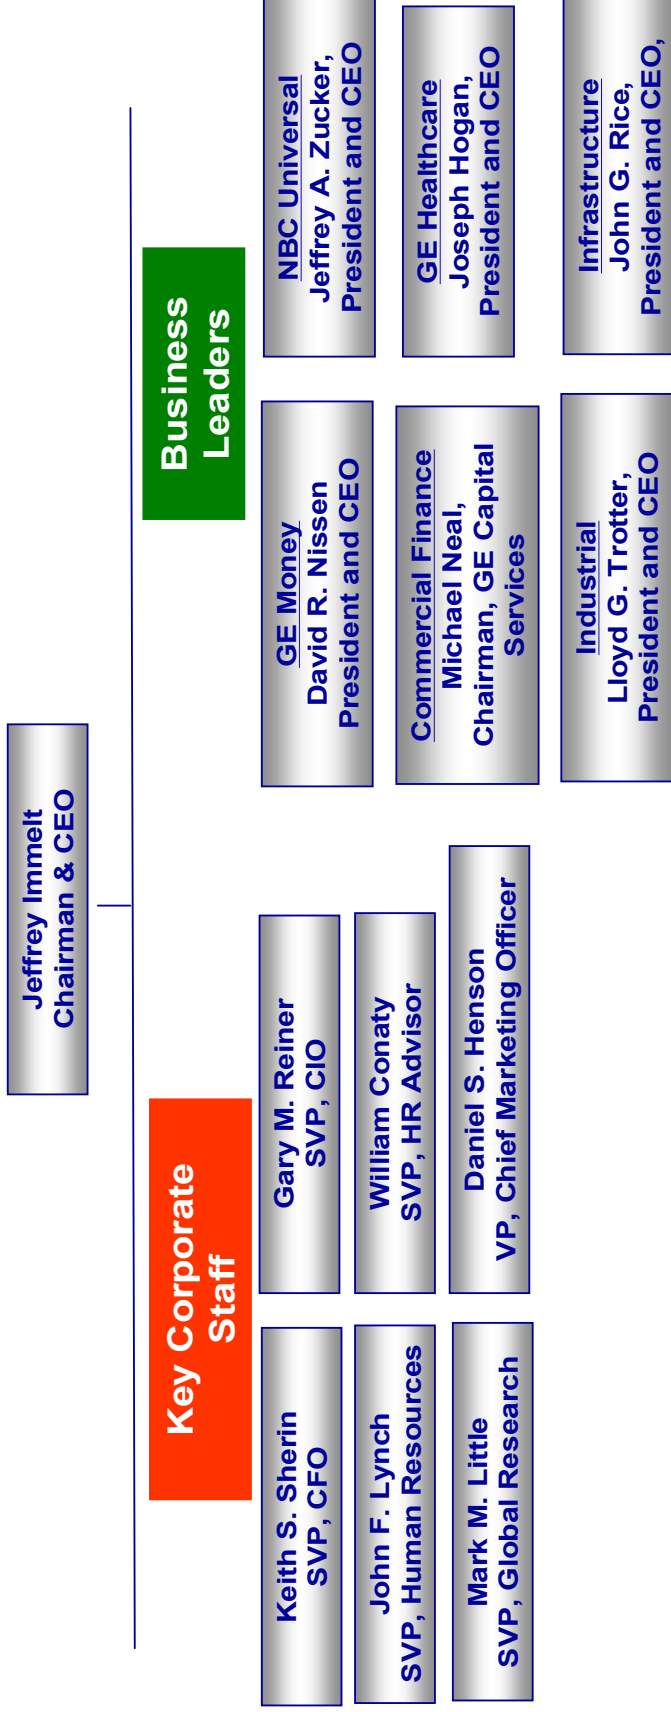 Jeffrey Immelt
Chairman & CEO
Key Corporate
Staff
Business
Leaders
Keith S. Sherin
SVP, CFO
Gary M. Reiner
SVP, CIO
John F. Lynch
SVP, Human Resources
William Conaty
SVP, HR Advisor
Mark M. Little
SVP, Global Research
Daniel S. Henson
VP, Chief Marketing Officer
GE Money
David R. Nissen
President and CEO
NBC Universal
Jeffrey A. Zucker,
President and CEO
Commercial Finance
Michael Neal,
Chairman, GE Capital
Services
GE Healthcare
Joseph Hogan,
President and CEO
Industrial
Lloyd G. Trotter,
President and CEO
Infrastructure
John G. Rice,
President and CEO,